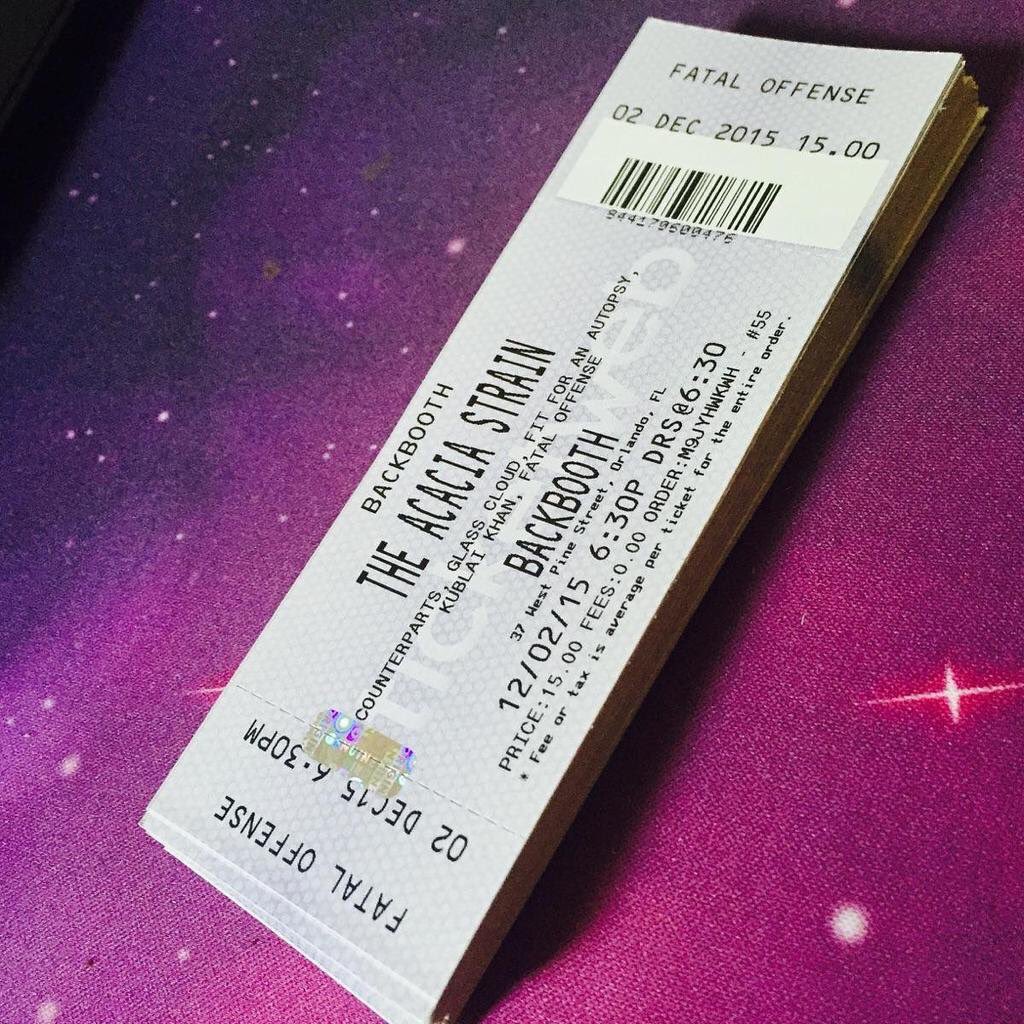 FATAL OFFENSE
02 DEC 2015 15.00
944179600476
BACKBOOTH
THE ACACIA STRAIN
COUNTERPARTS, GLASS CLOUD, FIT FOR AN AUTOPSY,
KUBLAI KHAN, FATAL OFFENSE
BACKBOOTH
37 West Pine Street, Orlando, FL
12/02/15 6:30P DRS@6:30
PRICE:15.00 FEES:0.00 ORDER:M9JYHWKWH - #55
* Fee or tax is average per ticket for the entire order.
02 DEC15 6:30PM
FATAL OFFENSE